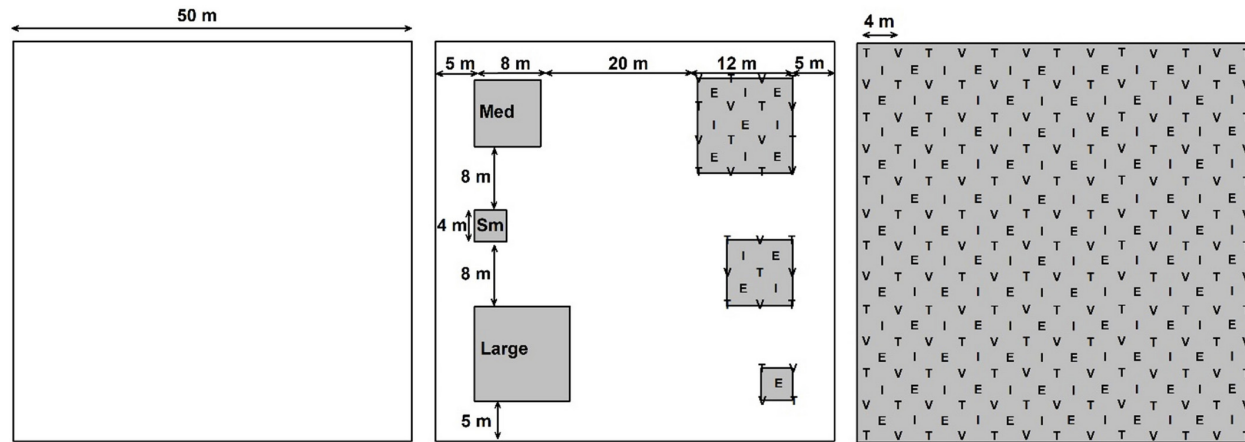 50 m
5 m 8 m 20 m 12 m 5 m
V T V
E I E
T V T V
I E I
V T V T
E I E
T V T V
Med
8 m
4 m Sm
8 m
T V T
I E
V T V
E I
T V T
Large
T V
E
V T
5 m
4 m
T V T V T V T V T V T V
I E I E I E I E I E I
V T V T V T V T V T V T
E I E I E I E I E I E
T V T V T V T V T V T V
I E I E I E I E I E I
V T V T V T V T V T V T
E I E I E I E I E I E
T V T V T V T V T V T V
I E I E I E I E I E I
V T V T V T V T V T V T
E I E I E I E I E I E
T V T V T V T V T V T V
I E I E I E I E I E I
V T V T V T V T V T V T
E I E I E I E I E I E
T V T V T V T V T V T V
I E I E I E I E I E I
V T V T V T V T V T V T
E I E I E I E I E I E
T V T V T V T V T V T V
I E I E I E I E I E I
V T V T V T V T V T V T
E I E I E I E I E I E
T V T V T V T V T V T V